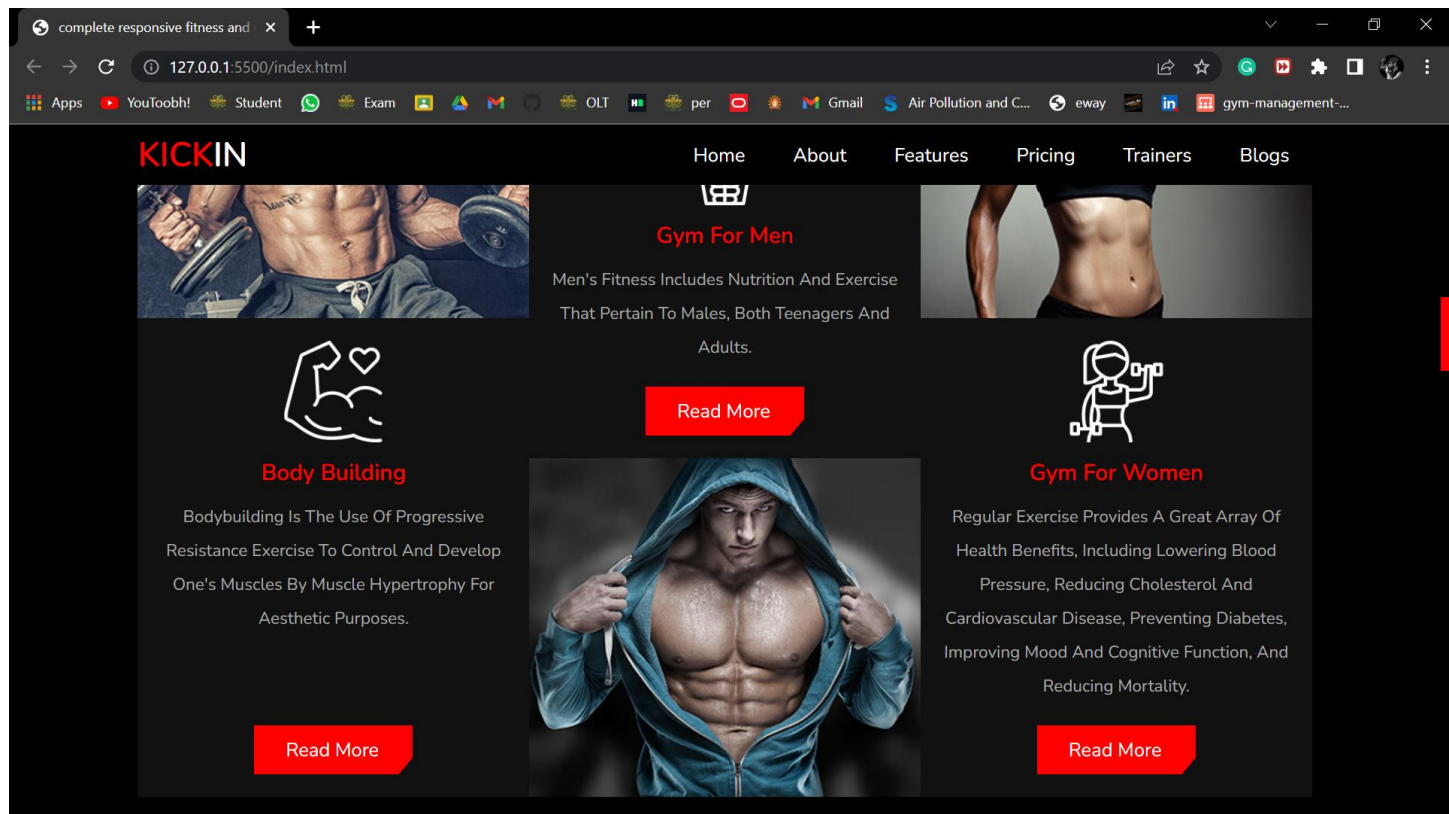 complete responsive fitness and
127.0.0.1:5500/index.html
Apps YouToobh! Student Exam OLT per Gmail Air Pollution and C... eway gym-management-...
KICKIN Home About Features Pricing Trainers Blogs
Gym For Men
Men's Fitness Includes Nutrition And Exercise
That Pertain To Males, Both Teenagers And
Adults.
Read More
Body Building
Bodybuilding Is The Use Of Progressive
Resistance Exercise To Control And Develop
One's Muscles By Muscle Hypertrophy For
Aesthetic Purposes.
Read More
Gym For Women
Regular Exercise Provides A Great Array Of
Health Benefits, Including Lowering Blood
Pressure, Reducing Cholesterol And
Cardiovascular Disease, Preventing Diabetes,
Improving Mood And Cognitive Function, And
Reducing Mortality.
Read More